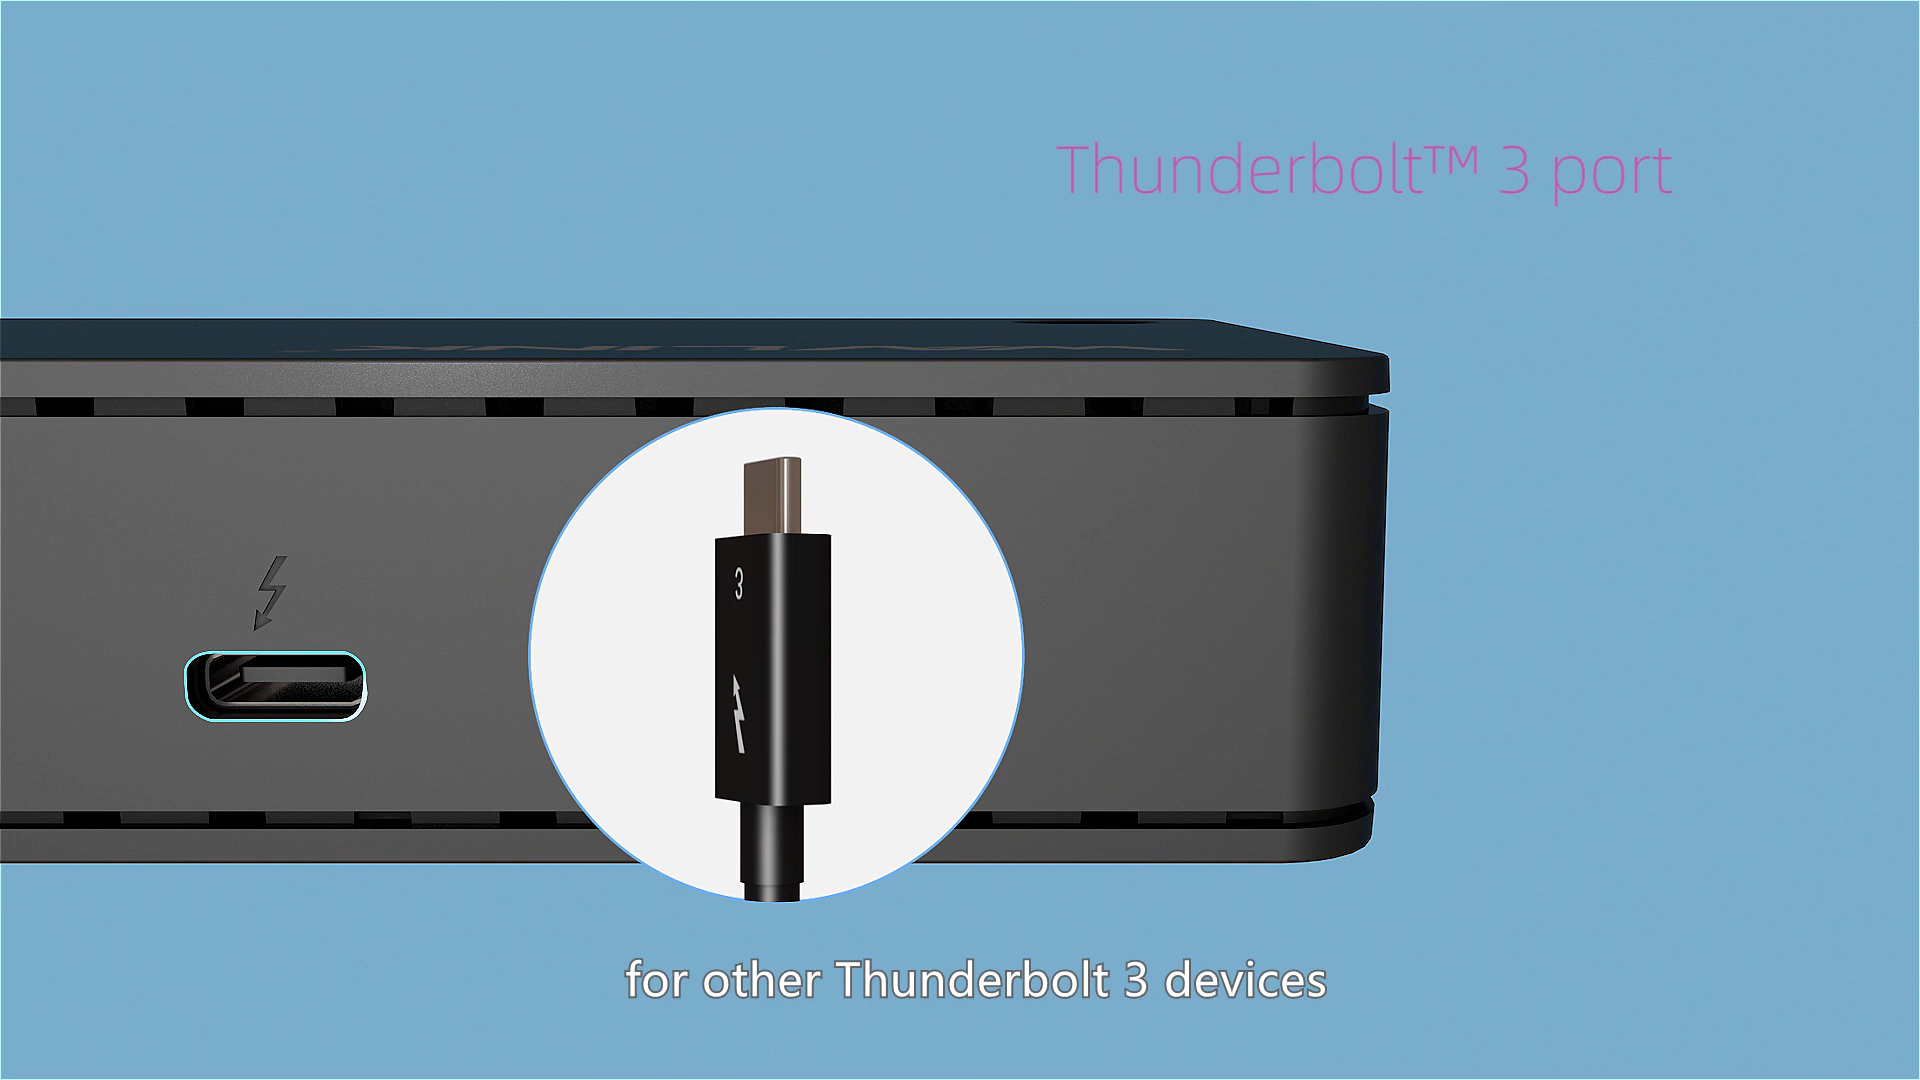 Thunderbolt™ 3 port
3
for other Thunderbolt 3 devices